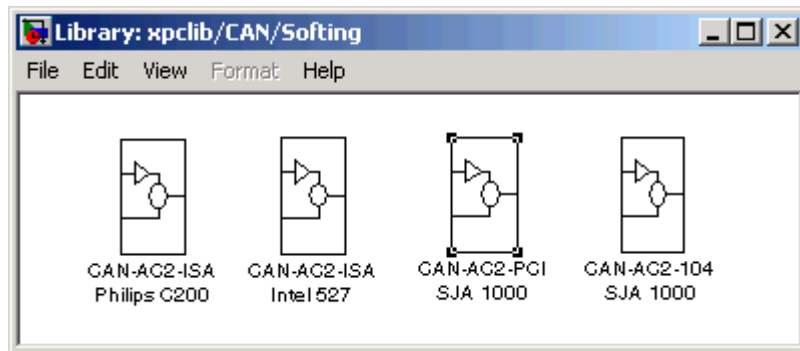 Library: xpclib/CAN/Softing
File Edit View Format Help
CAN-AC2-ISA
Philips C200
CAN-AC2-ISA
Intel 527
CAN-AC2-PCI
SJA 1000
CAN-AC2-104
SJA 1000